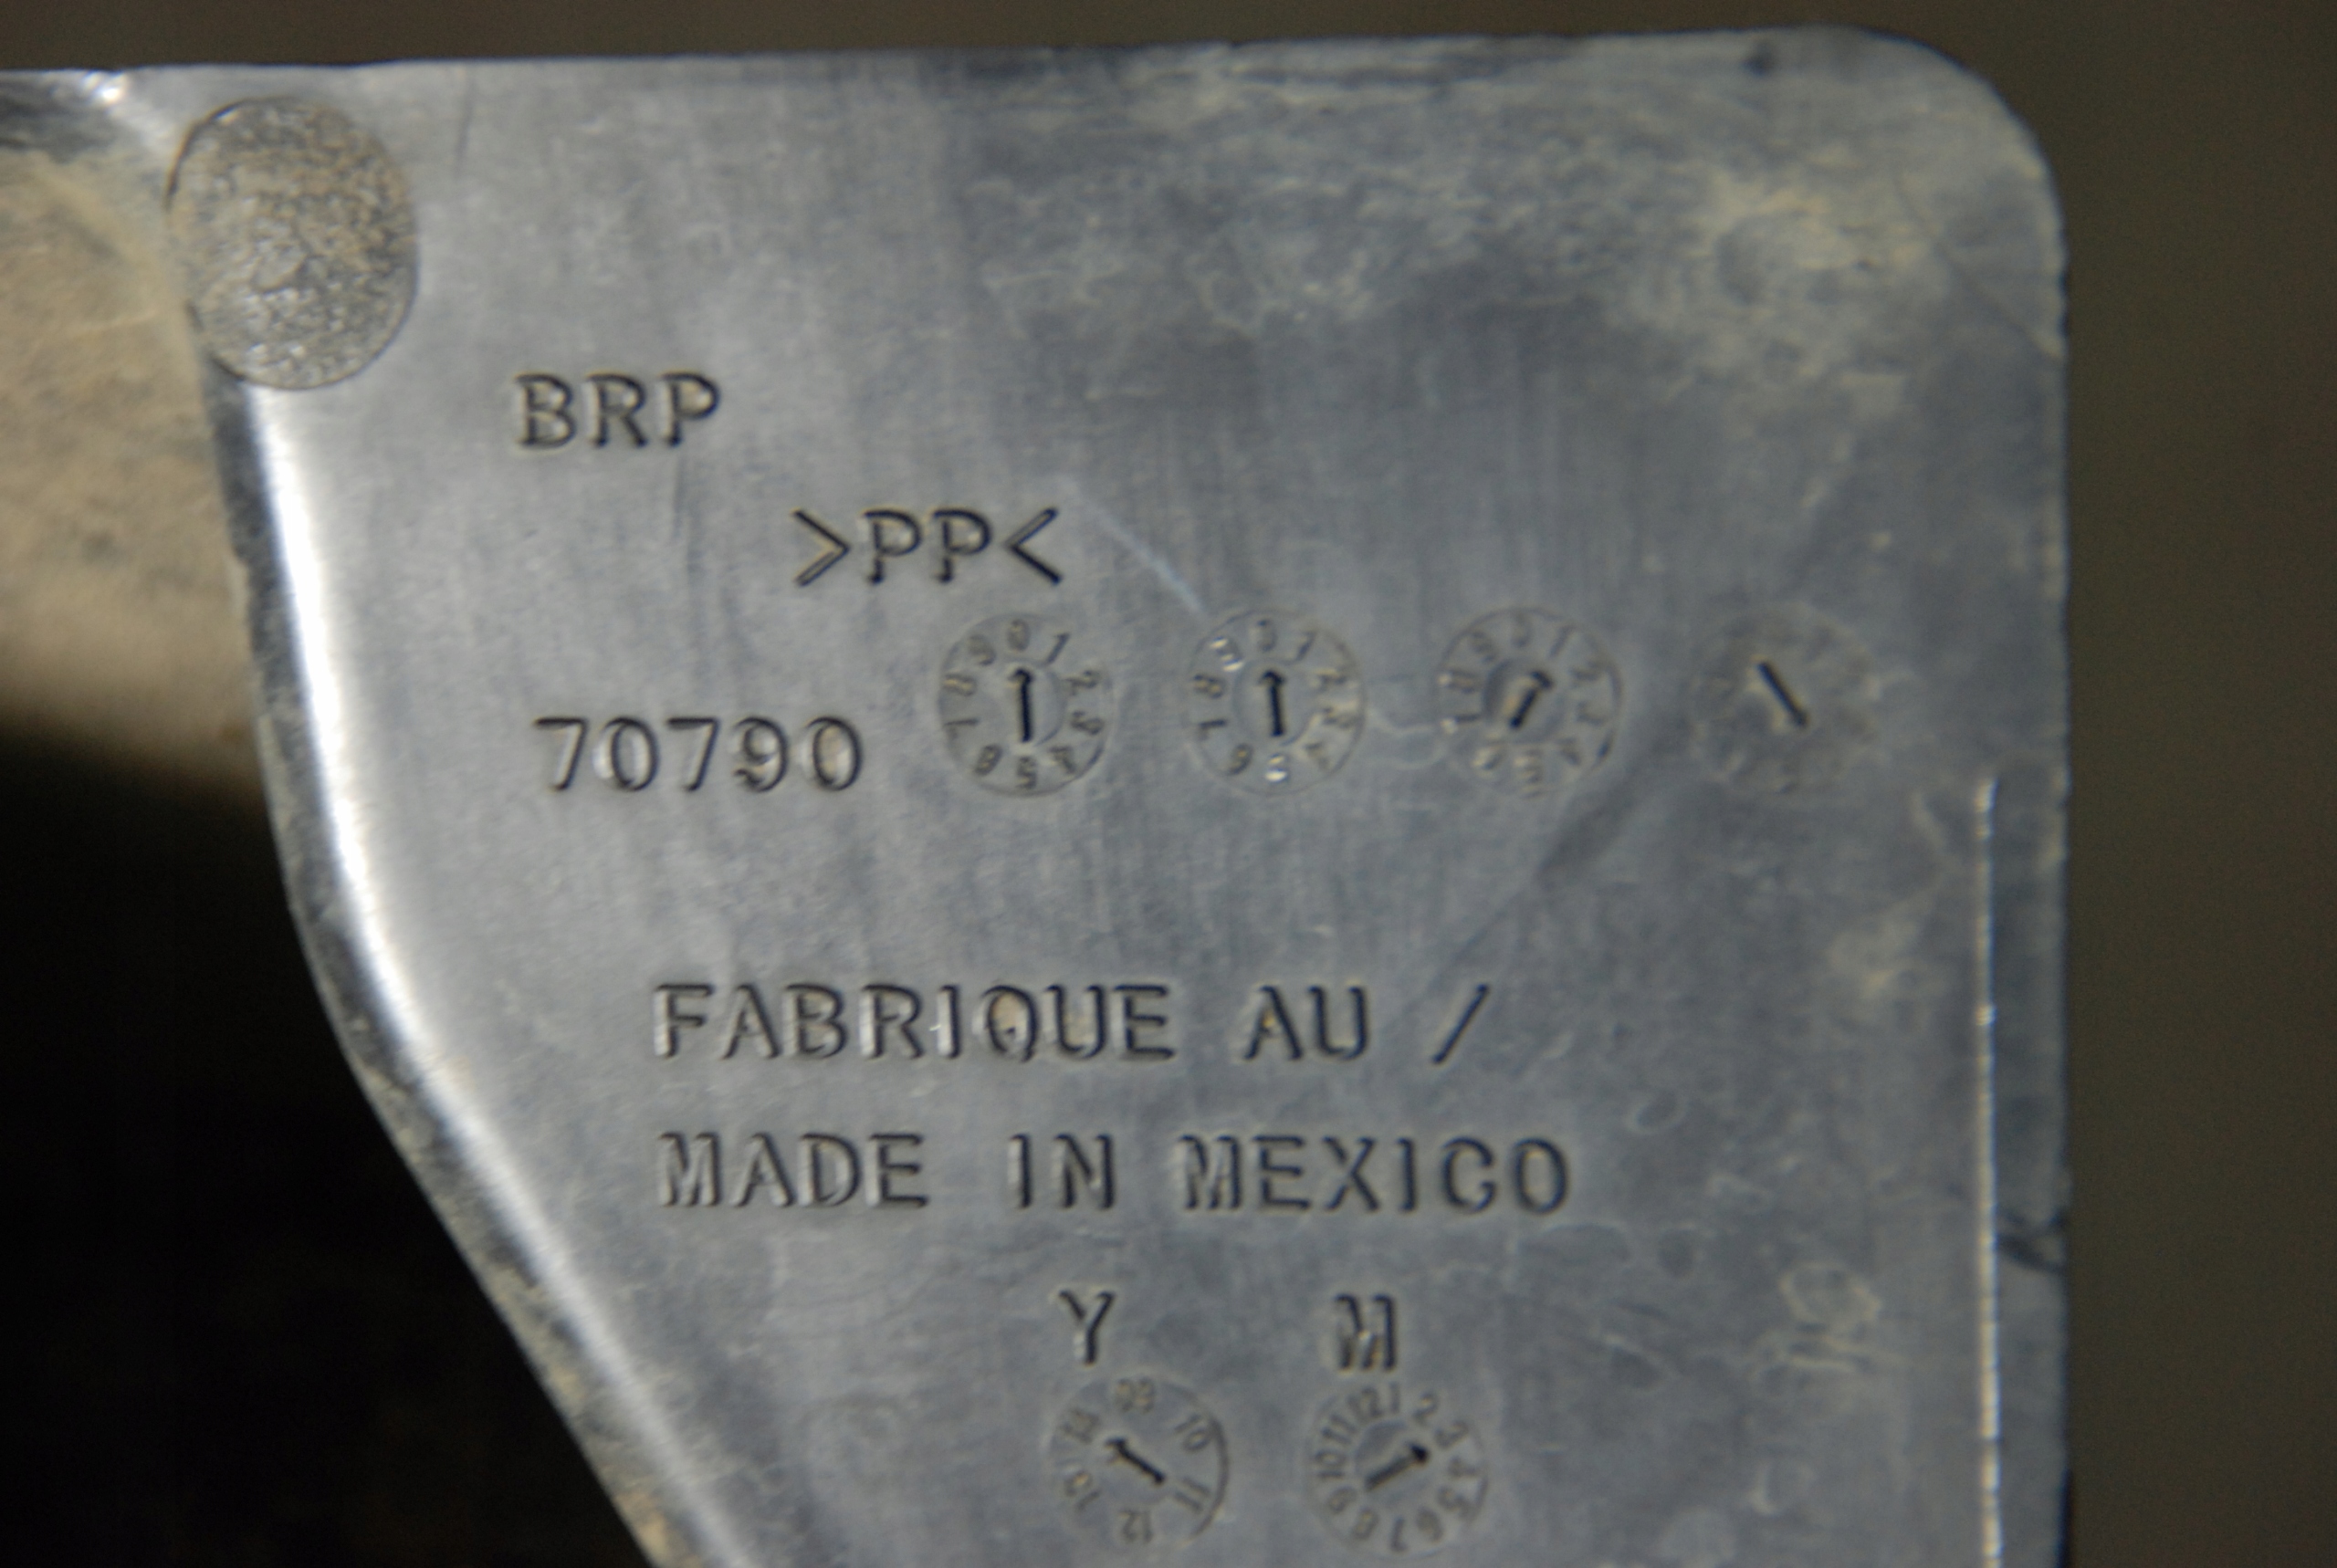 BRP
>PP<
70790
FABRIQUE AU /
MADE IN MEXICO
Y M